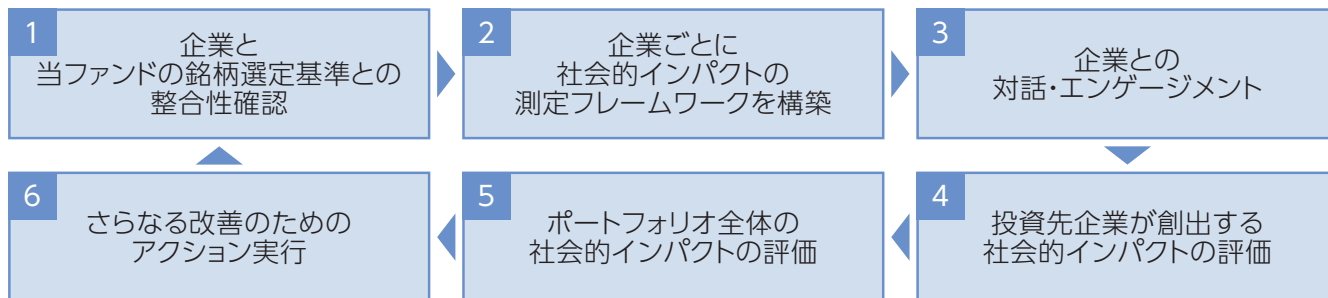 1
企業と
当ファンドの銘柄選定基準との
整合性確認
2
企業ごとに
社会的インパクトの
測定フレームワークを構築
3
企業との
対話・エンゲージメント
4
投資先企業が創出する
社会的インパクトの評価
5
ポートフォリオ全体の
社会的インパクトの評価
6
さらなる改善のための
アクション実行